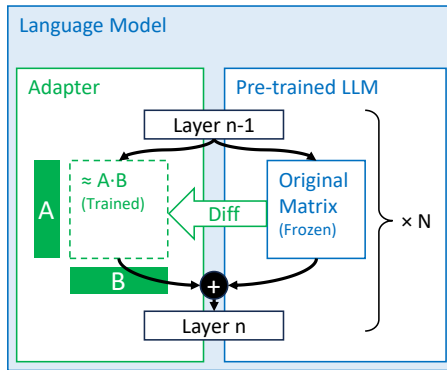 Language Model
Adapter
Pre-trained LLM
Layer n-1
A
≈ A·B
(Trained)
Diff
Original
Matrix
(Frozen)
× N
B
+
Layer n